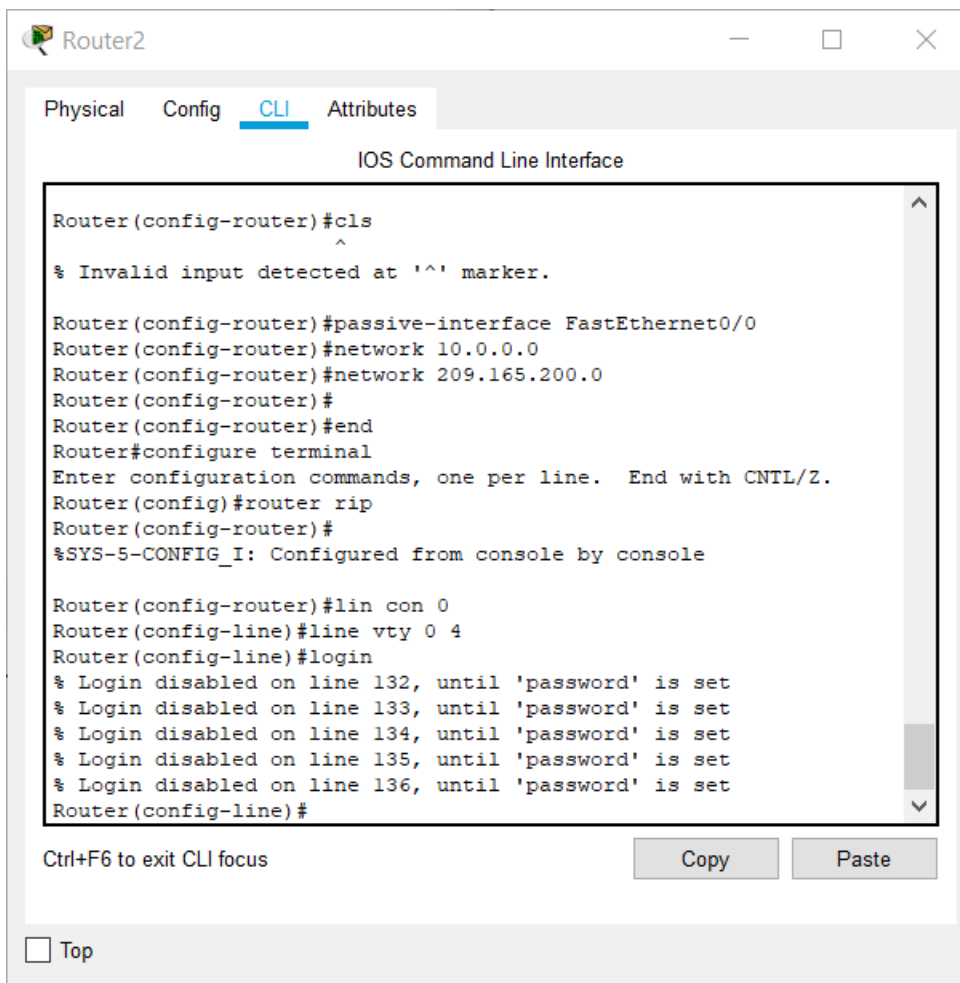 Router2
Physical Config CLI Attributes
IOS Command Line Interface
Router(config-router)#cls
^
% Invalid input detected at '^' marker.
Router(config-router)#passive-interface FastEthernet0/0
Router(config-router)#network 10.0.0.0
Router(config-router)#network 209.165.200.0
Router(config-router)#
Router(config-router)#end
Router#configure terminal
Enter configuration commands, one per line.  End with CNTL/Z.
Router(config)#router rip
Router(config-router)#
%SYS-5-CONFIG_I: Configured from console by console
Router(config-router)#lin con 0
Router(config-line)#line vty 0 4
Router(config-line)#login
% Login disabled on line 132, until 'password' is set
% Login disabled on line 133, until 'password' is set
% Login disabled on line 134, until 'password' is set
% Login disabled on line 135, until 'password' is set
% Login disabled on line 136, until 'password' is set
Router(config-line)#
Ctrl+F6 to exit CLI focus
Copy Paste
Top